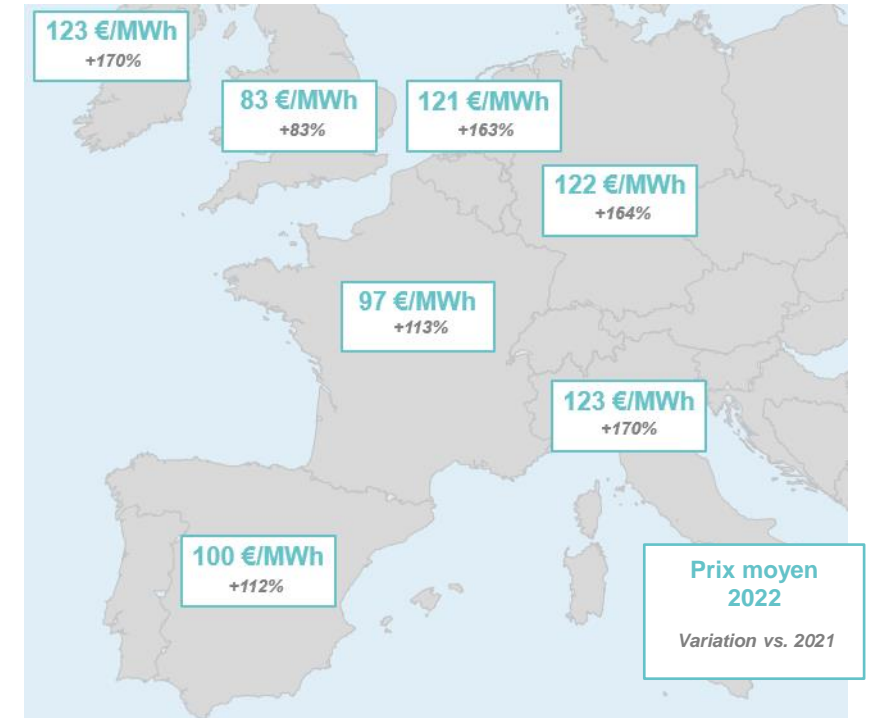 123 €/MWh
+170%
83 €/MWh
+83%
121 €/MWh
+163%
122 €/MWh
+164%
97 €/MWh
+113%
123 €/MWh
+170%
100 €/MWh
+112%
Prix moyen
2022
Variation vs. 2021